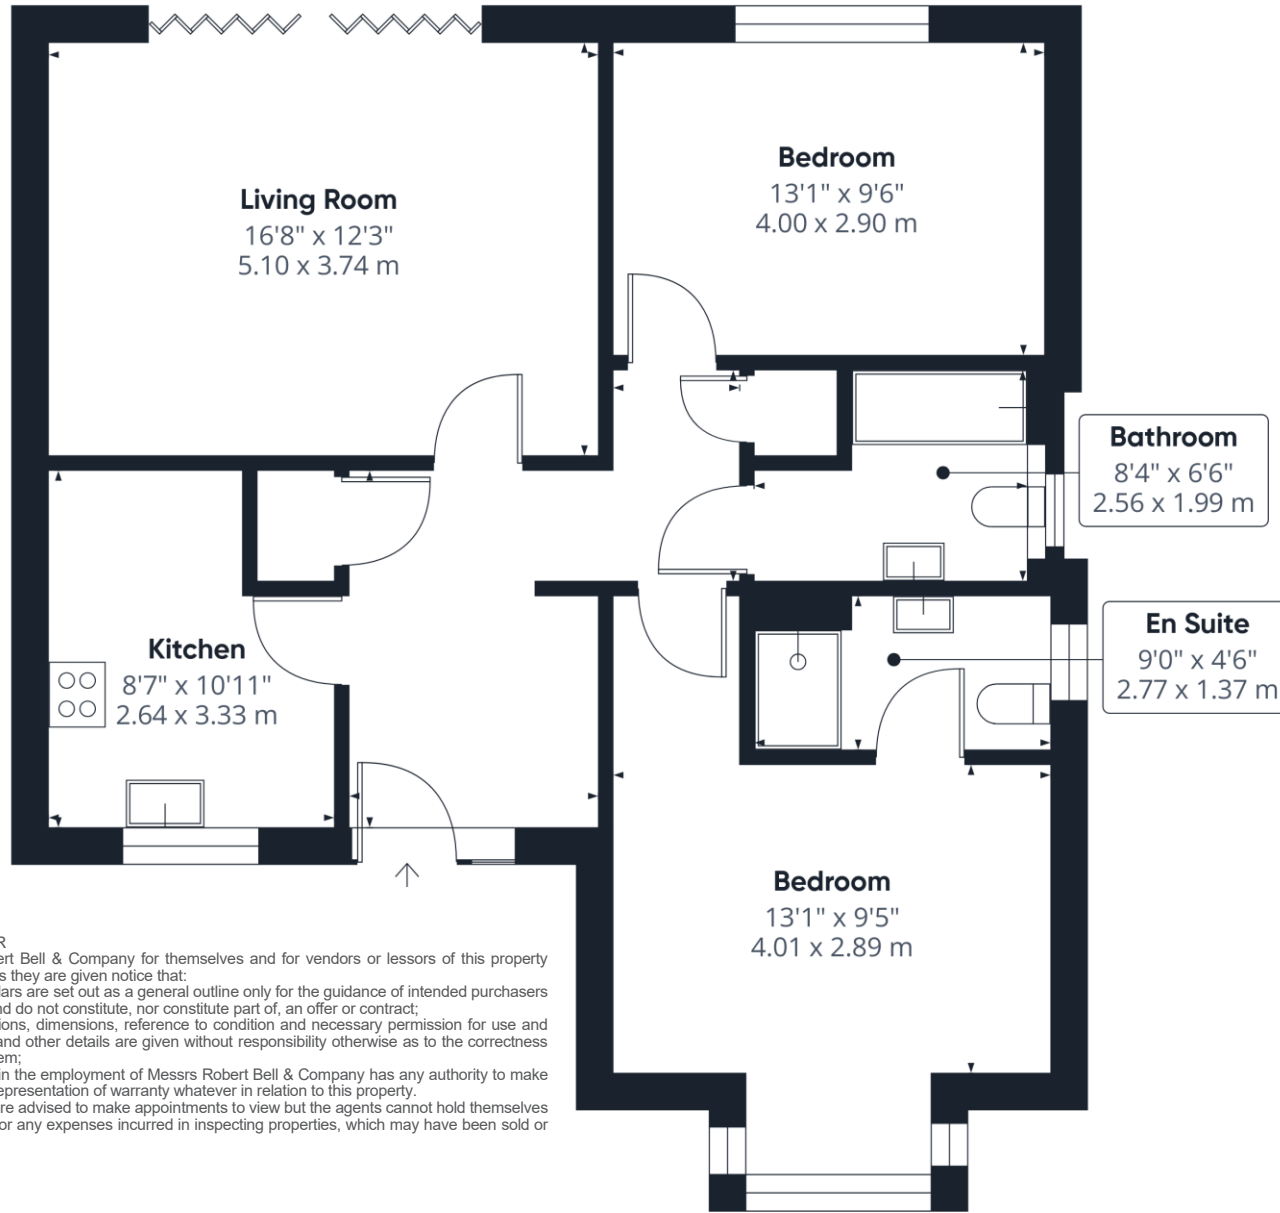 Living Room
16'8" x 12'3"
5.10 x 3.74 m
Bedroom
13'1" x 9'6"
4.00 x 2.90 m
Bathroom
8'4" x 6'6"
2.56 x 1.99 m
En Suite
9'0" x 4'6"
2.77 x 1.37 m
Kitchen
8'7" x 10'11"
2.64 x 3.33 m
Bedroom
13'1" x 9'5"
4.01 x 2.89 m
Bell & Company for themselves and for vendors or lessors of this property
they are given notice that:
are set out as a general outline only for the guidance of intended purchasers
do not constitute, nor constitute part of, an offer or contract;
dimensions, reference to condition and necessary permission for use and
and other details are given without responsibility otherwise as to the correctness
in the employment of Messrs Robert Bell & Company has any authority to make
representation of warranty whatever in relation to this property.
are advised to make appointments to view but the agents cannot hold themselves
for any expenses incurred in inspecting properties, which may have been sold or